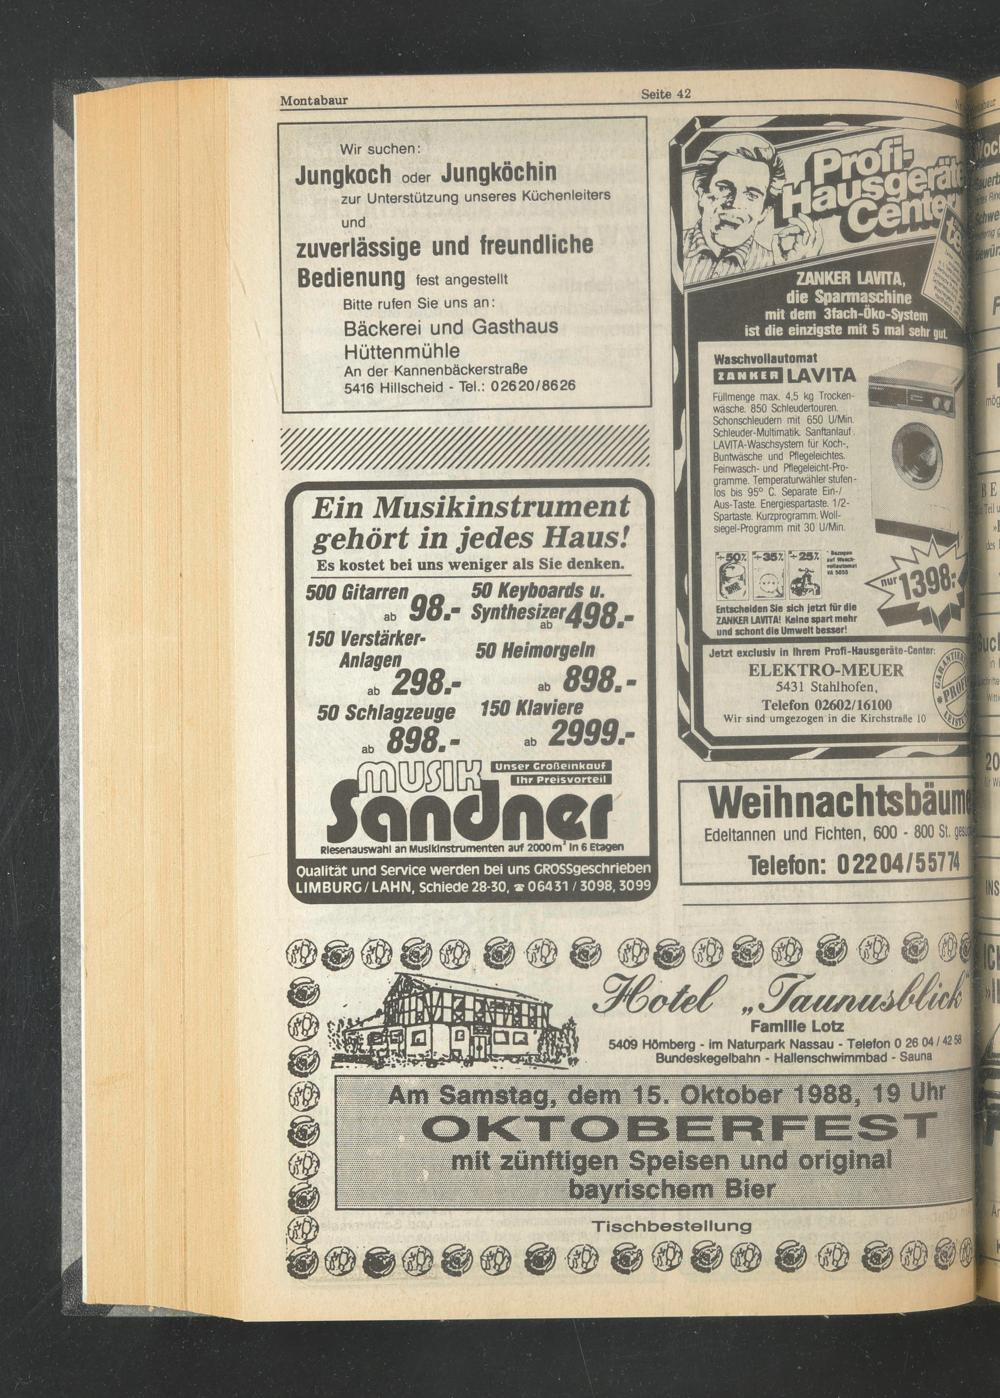 Montabaur
Seite 42
Wir suchen:
Jungkoch oder Jungköchin
zur Unterstützung unseres Küchenleiters
und
zuverlässige und freundliche
Bedienung fest angestellt
Bitte rufen Sie uns an:
Bäckerei und Gasthaus
Hüttenmühle
An der Kannenbäckerstraße
5416 Hillscheid - Tel.: 02620/8626
Ein Musikinstrument
gehört in jedes Haus!
Es kostet bei uns weniger als Sie denken.
500 Gitarren
ab 98.-
50 Keyboards u.
Synthesizer
ab 498.-
150 Verstärker-
Anlagen
ab 298.-
50 Heimorgeln
ab 898.-
50 Schlagzeuge
ab 898.-
150 Klaviere
ab 2999.-
MUSIK
Unser Großeinkauf
Ihr Preisvorteil
Sandner
Riesenauswahl an Musikinstrumenten auf 2000m² in 6 Etagen
Qualität und Service werden bei uns GROSSgeschrieben
LIMBURG/LAHN, Schiede 28-30, ☎ 06431/3098, 3099
Profi-
Hausgeräte
Center
ZANKER LAVITA,
die Sparmaschine
mit dem 3fach-Öko-System
ist die einzigste mit 5 mal sehr gut.
Waschvollautomat
ZANKER LAVITA
Füllmenge max. 4,5 kg Trocken-
wäsche. 850 Schleudertouren.
Schonschleudern mit 650 U/Min.
Schleuder-Multimatik. Sanftanlauf.
LAVITA-Waschsystem für Koch-,
Buntwäsche und Pflegeleichtes.
Feinwasch- und Pflegeleicht-Pro-
gramme. Temperaturwähler stufen-
los bis 95° C. Separate Ein-/
Aus-Taste. Energiespartaste. 1/2-
Spartaste. Kurzprogramm. Woll-
siegel-Programm mit 30 U/Min.
÷50% ÷35% ÷25%
* Bezogen
auf Wasch-
vollautomat
nur 1398.-
Entscheiden Sie sich jetzt für die
ZANKER LAVITA! Keine spart mehr
und schont die Umwelt besser!
Jetzt exclusiv in Ihrem Profi-Hausgeräte-Center:
ELEKTRO-MEUER
5431 Stahlhofen,
Telefon 02602/16100
Wir sind umgezogen in die Kirchstraße 10
GARANTIE
PROFI
Weihnachtsbäume
Edeltannen und Fichten, 600 - 800 St.
Telefon: 02204/55774
Hotel „Taunusblick"
Familie Lotz
5409 Hömberg - im Naturpark Nassau - Telefon 0 26 04 / 42 58
Bundeskegelbahn - Hallenschwimmbad - Sauna
Am Samstag, dem 15. Oktober 1988, 19 Uhr
OKTOBERFEST
mit zünftigen Speisen und original
bayrischem Bier
Tischbestellung